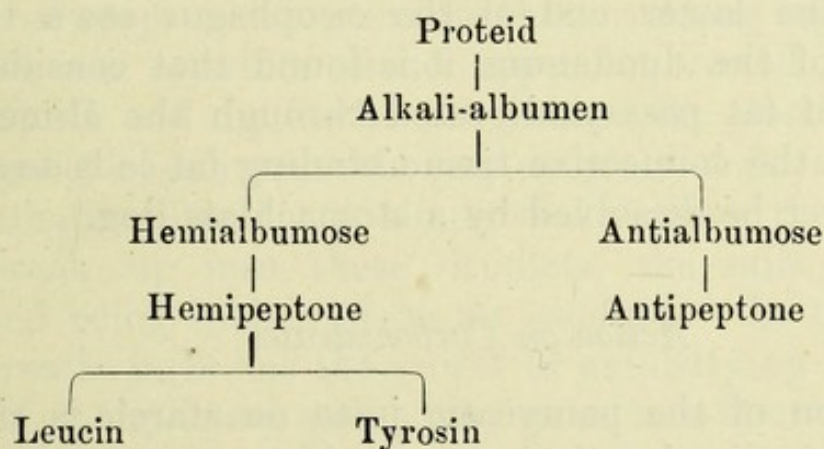 Proteid
Alkali-albumen
Hemialbumose Antialbumose
Hemipeptone Antipeptone
Leucin Tyrosin